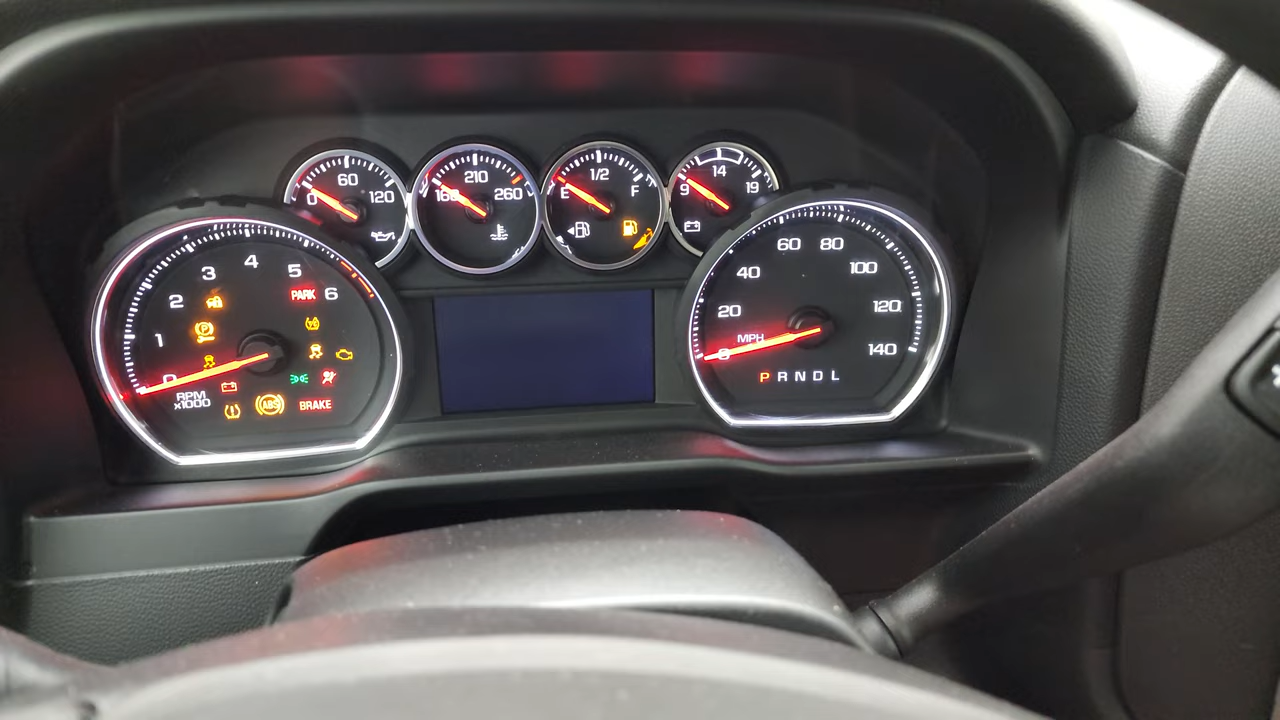 0 60 120
160 210 260
E 1/2 F
9 14 19
0 1 2 3 4 5 6
PARK
P
ABS
BRAKE
RPM
x1000
0 20 40 60 80 100 120 140
MPH
P R N D L